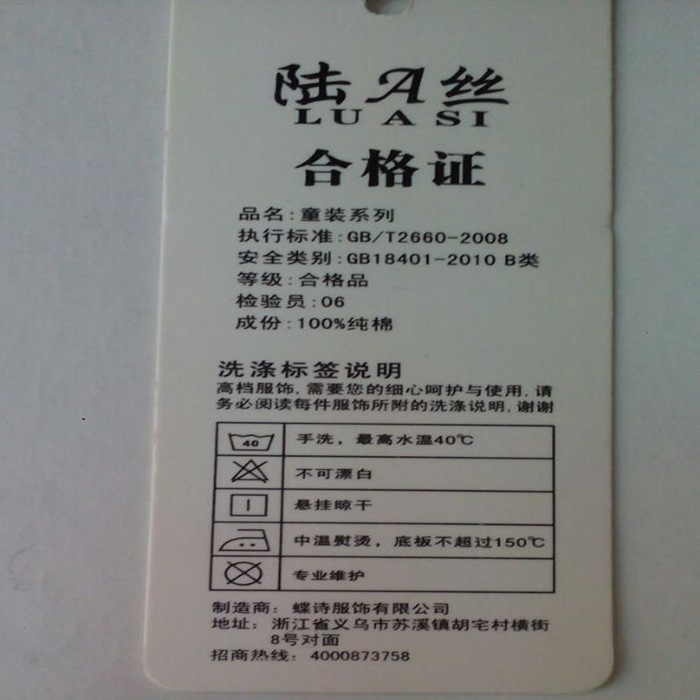 陆A丝
LUASI
合格证
品名:童装系列
执行标准:GB/T2660-2008
安全类别:GB18401-2010 B类
等级:合格品
检验员:06
成份:100%纯棉
洗涤标签说明
高档服饰,需要您的细心呵护与使用,请
务必阅读每件服饰所附的洗涤说明,谢谢
40 手洗，最高水温40℃
不可漂白
悬挂晾干
中温熨烫，底板不超过150℃
专业维护
制造商：蝶诗服饰有限公司
地址：浙江省义乌市苏溪镇胡宅村横街
8号对面
招商热线：4000873758